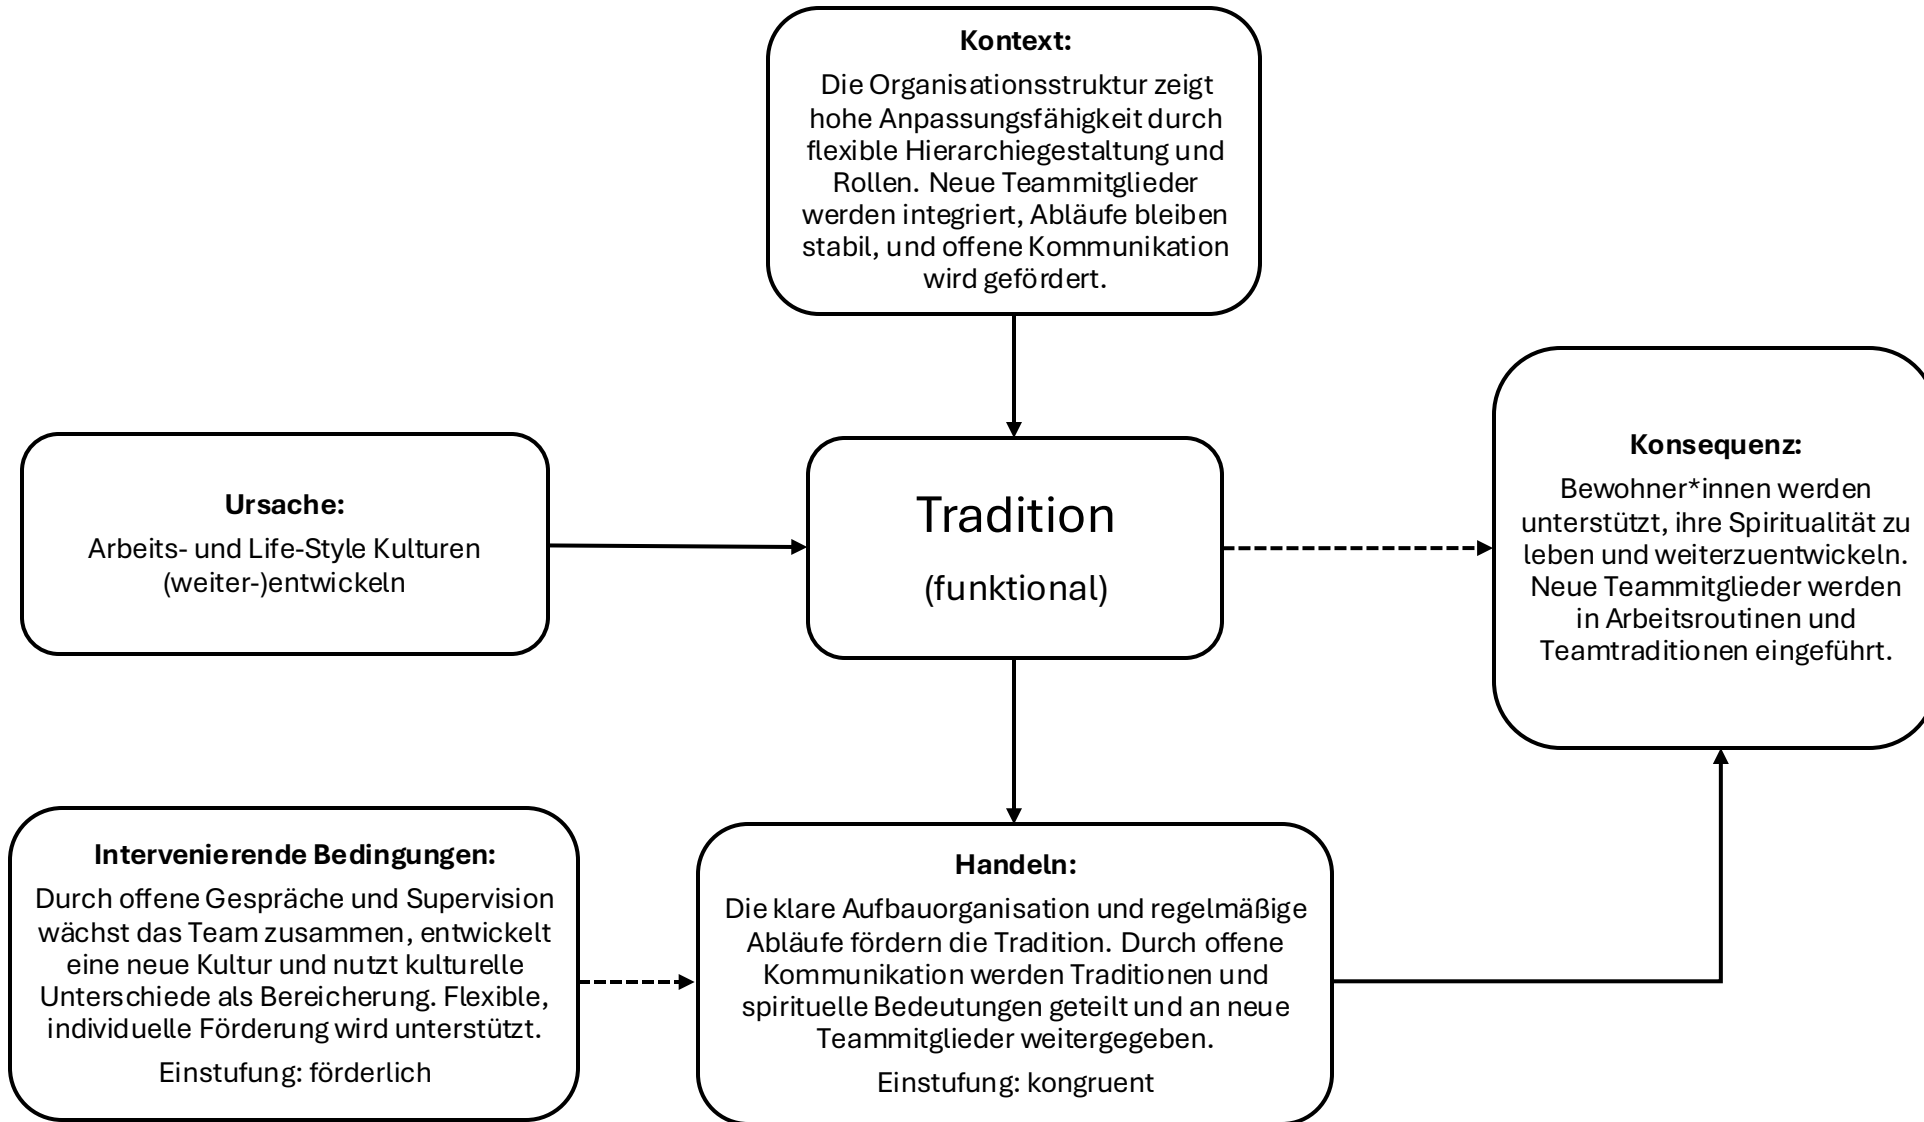 Kontext:
Die Organisationsstruktur zeigt
hohe Anpassungsfähigkeit durch
flexible Hierarchiegestaltung und
Rollen. Neue Teammitglieder
werden integriert, Abläufe bleiben
stabil, und offene Kommunikation
wird gefördert.
Ursache:
Arbeits- und Life-Style Kulturen
(weiter-)entwickeln
Tradition
(funktional)
Konsequenz:
Bewohner*innen werden
unterstützt, ihre Spiritualität zu
leben und weiterzuentwickeln.
Neue Teammitglieder werden
in Arbeitsroutinen und
Teamtraditionen eingeführt.
Intervenierende Bedingungen:
Durch offene Gespräche und Supervision
wächst das Team zusammen, entwickelt
eine neue Kultur und nutzt kulturelle
Unterschiede als Bereicherung. Flexible,
individuelle Förderung wird unterstützt.
Einstufung: förderlich
Handeln:
Die klare Aufbauorganisation und regelmäßige
Abläufe fördern die Tradition. Durch offene
Kommunikation werden Traditionen und
spirituelle Bedeutungen geteilt und an neue
Teammitglieder weitergegeben.
Einstufung: kongruent